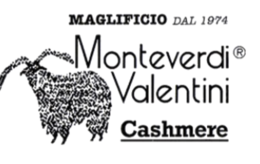 MAGLIFICIO DAL 1974
Monteverdi®
Valentini
Cashmere